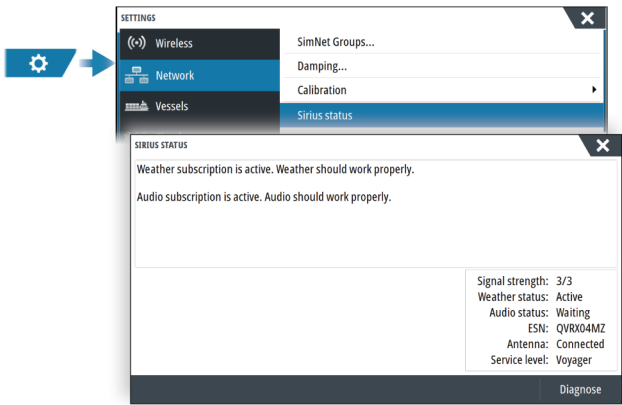 SETTINGS
Wireless
Network
Vessels
SimNet Groups...
Damping...
Calibration
Sirius status
SIRIUS STATUS
Weather subscription is active. Weather should work properly.
Audio subscription is active. Audio should work properly.
Signal strength: 3/3
Weather status: Active
Audio status: Waiting
ESN: QVRX04MZ
Antenna: Connected
Service level: Voyager
Diagnose